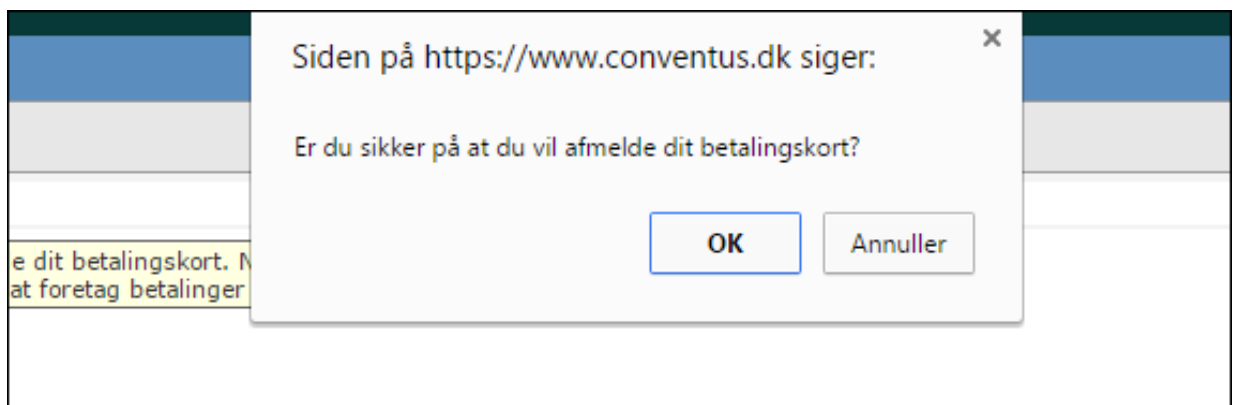 Siden på https://www.conventus.dk siger:
Er du sikker på at du vil afmelde dit betalingskort?
OK
Annuller
e dit betalingskort. N
at foretag betalinger